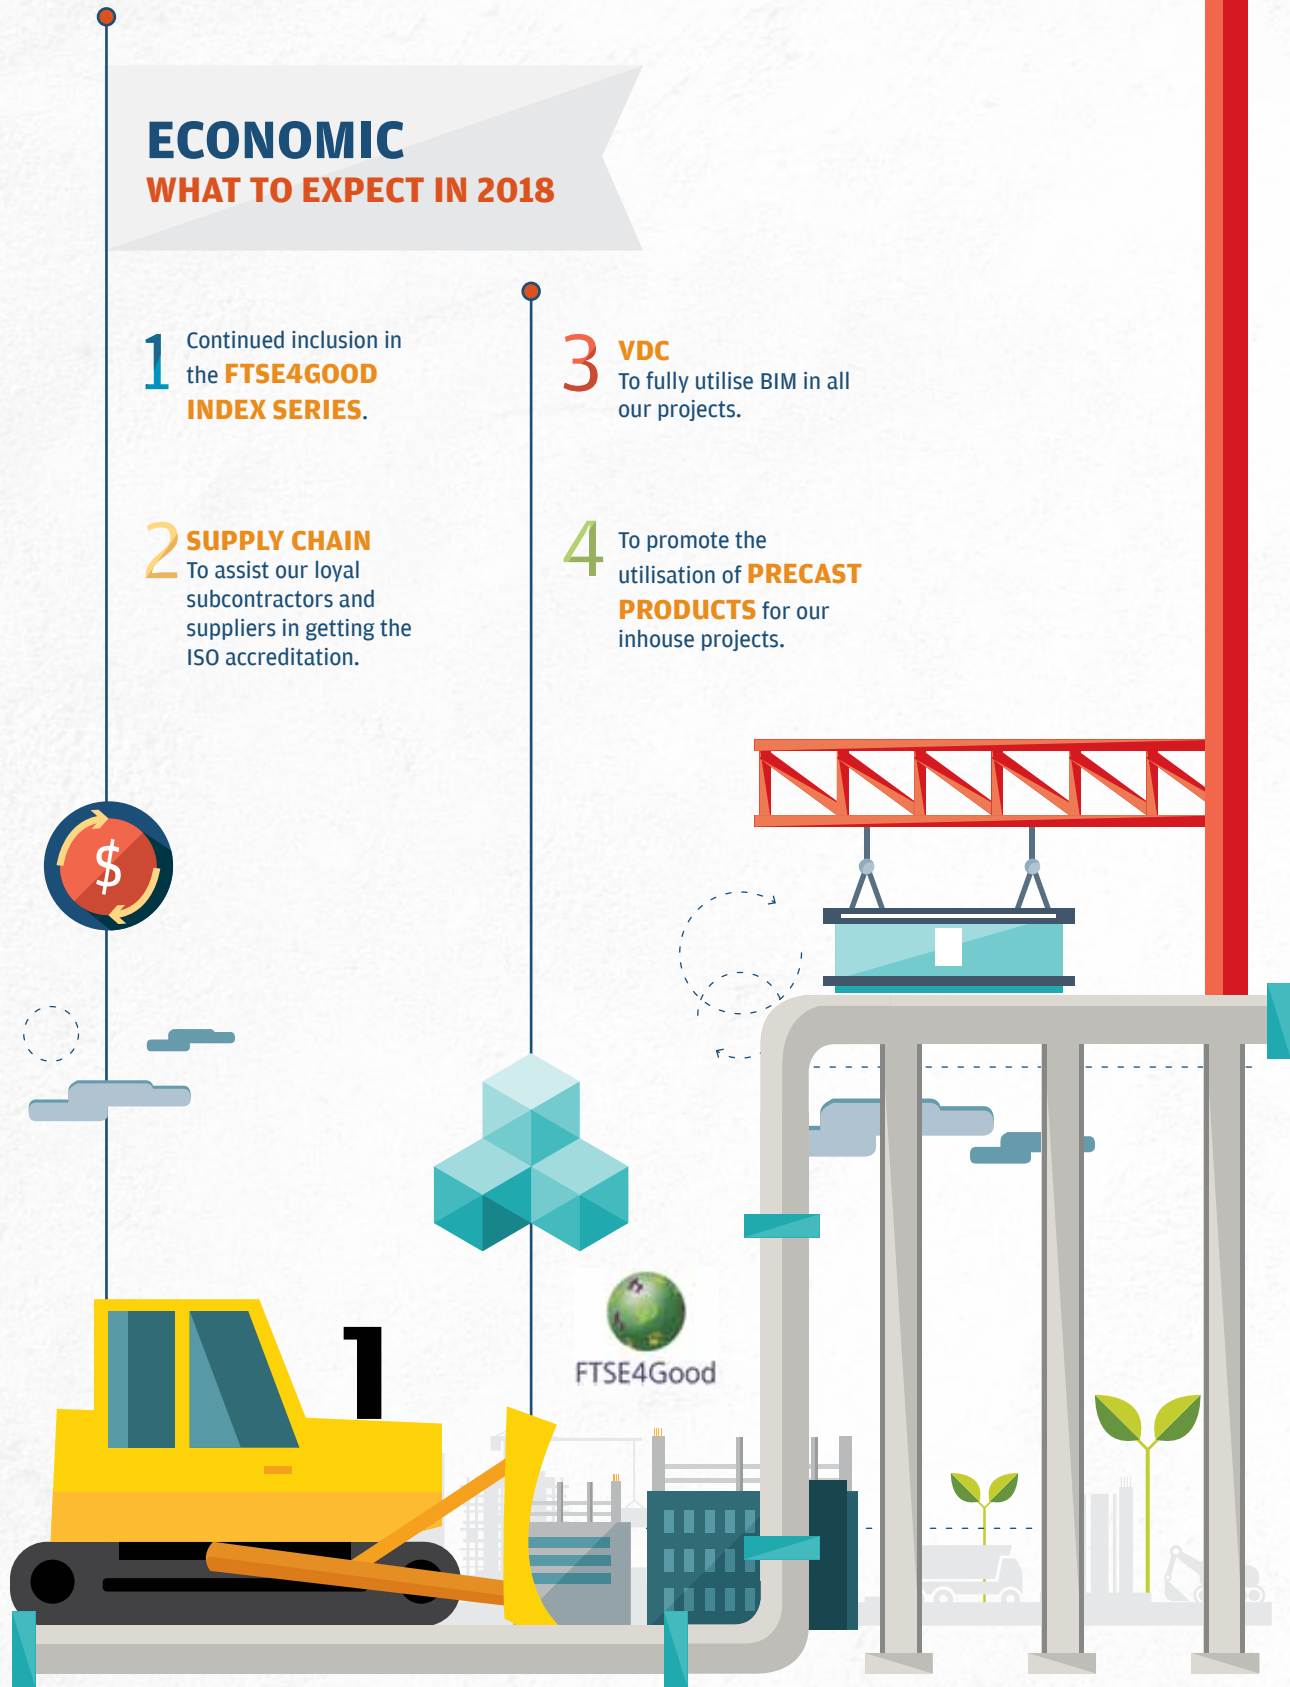 ECONOMIC
WHAT TO EXPECT IN 2018
1
Continued inclusion in
the FTSE4GOOD
INDEX SERIES.
2
SUPPLY CHAIN
To assist our loyal
subcontractors and
suppliers in getting the
ISO accreditation.
3
VDC
To fully utilise BIM in all
our projects.
4
To promote the
utilisation of PRECAST
PRODUCTS for our
inhouse projects.
$
FTSE4Good